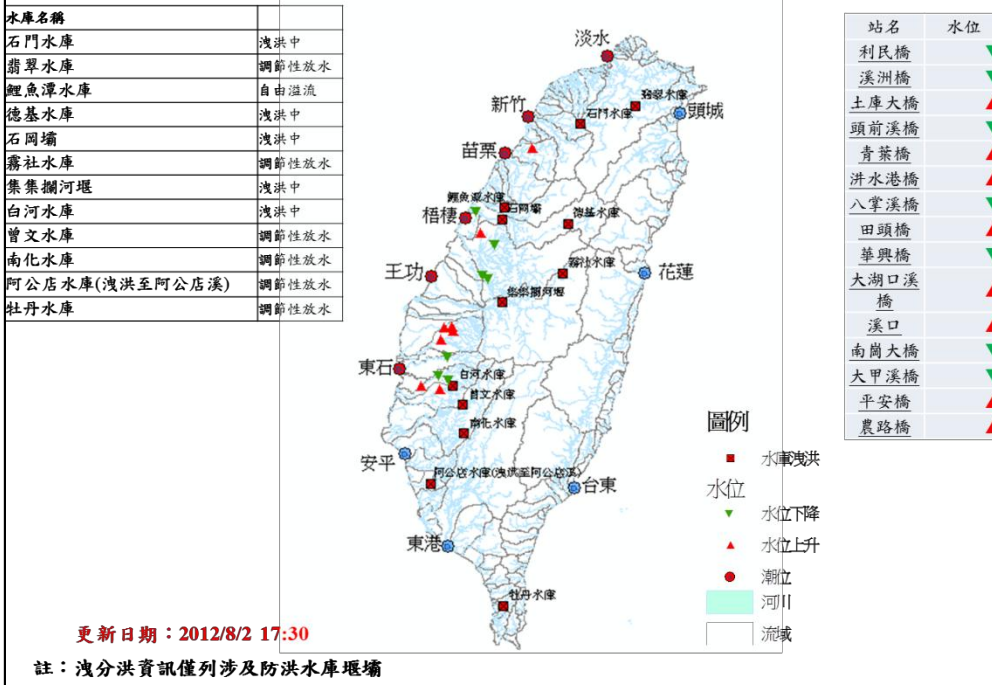 水庫名稱
石門水庫 洩洪中
翡翠水庫 調節性放水
鯉魚潭水庫 自由溢流
德基水庫 洩洪中
石岡壩 洩洪中
霧社水庫 調節性放水
集集攔河堰 洩洪中
白河水庫 洩洪中
曾文水庫 調節性放水
南化水庫 調節性放水
阿公店水庫(洩洪至阿公店溪) 調節性放水
牡丹水庫 調節性放水
淡水
翡翠水庫
新竹
石門水庫
頭城
苗栗
鯉魚潭水庫
石岡壩
梧棲
德基水庫
霧社水庫
王功
花蓮
集集攔河堰
東石
白河水庫
曾文水庫
南化水庫
安平
阿公店水庫(洩洪至阿公店溪)
台東
東港
牡丹水庫
圖例
水庫洩洪
水位
水位下降
水位上升
潮位
河川
流域
站名 水位
利民橋
溪洲橋
土庫大橋
頭前溪橋
青葉橋
洪水港橋
八掌溪橋
田頭橋
華興橋
大湖口溪
橋
溪口
南崗大橋
大甲溪橋
平安橋
農路橋
更新日期：2012/8/2 17:30
註：洩分洪資訊僅列涉及防洪水庫堰壩